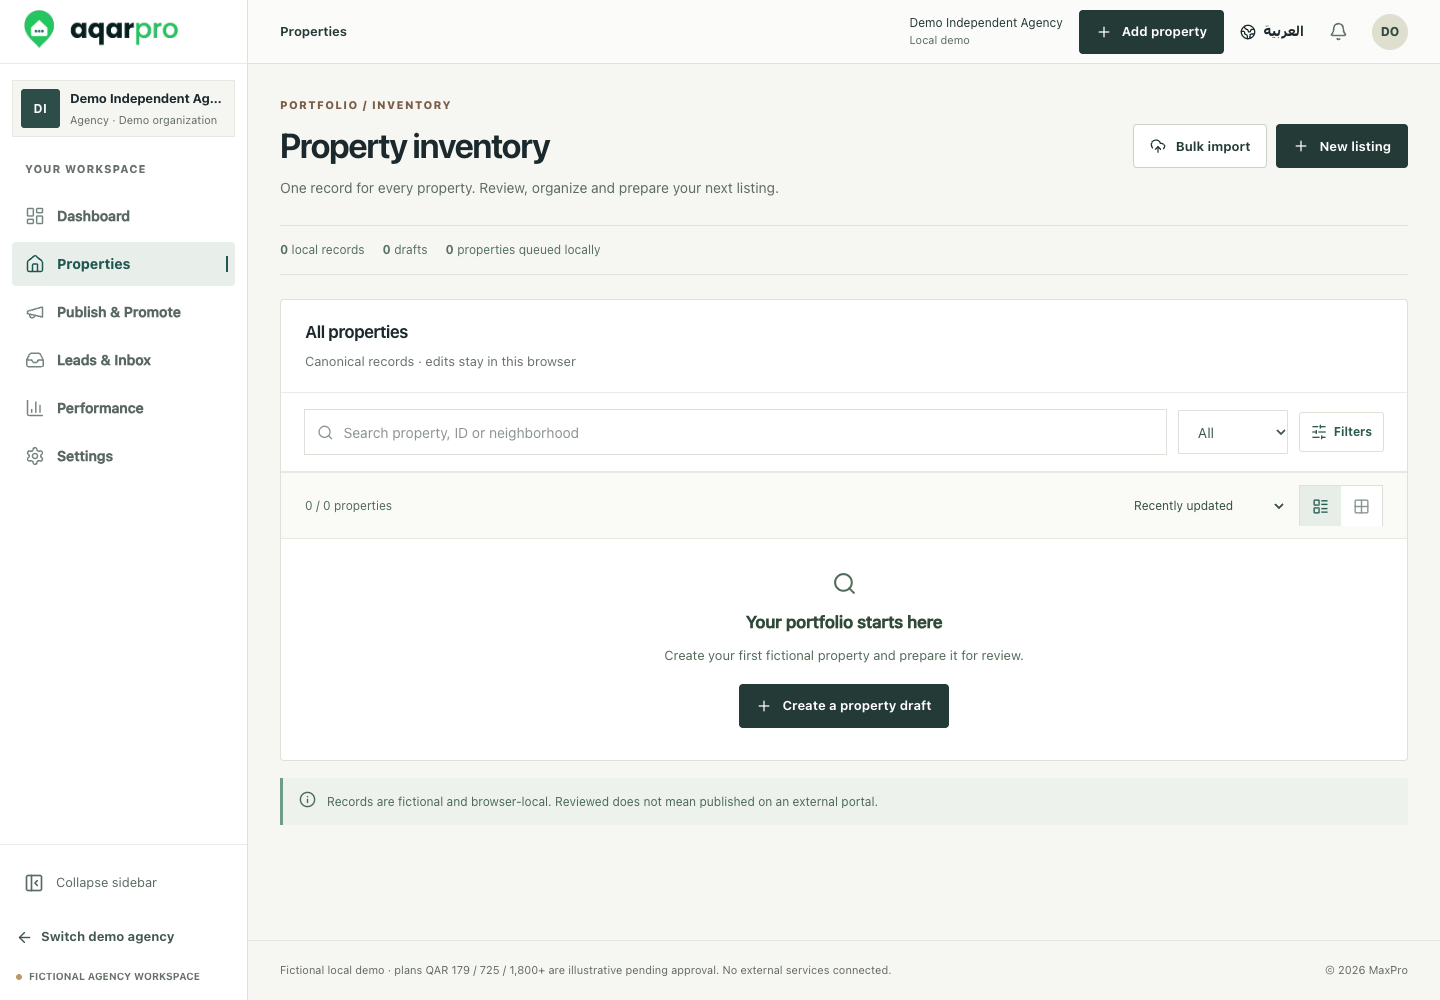 aqarpro
Properties
Demo Independent Agency
Local demo
Add property
العربية
DO
DI
Demo Independent Ag...
Agency · Demo organization
YOUR WORKSPACE
Dashboard
Properties
Publish & Promote
Leads & Inbox
Performance
Settings
Collapse sidebar
Switch demo agency
FICTIONAL AGENCY WORKSPACE
PORTFOLIO / INVENTORY
Property inventory
One record for every property. Review, organize and prepare your next listing.
Bulk import
New listing
0 local records 0 drafts 0 properties queued locally
All properties
Canonical records · edits stay in this browser
Search property, ID or neighborhood
All
Filters
0 / 0 properties
Recently updated
Your portfolio starts here
Create your first fictional property and prepare it for review.
Create a property draft
Records are fictional and browser-local. Reviewed does not mean published on an external portal.
Fictional local demo · plans QAR 179 / 725 / 1,800+ are illustrative pending approval. No external services connected.
© 2026 MaxPro